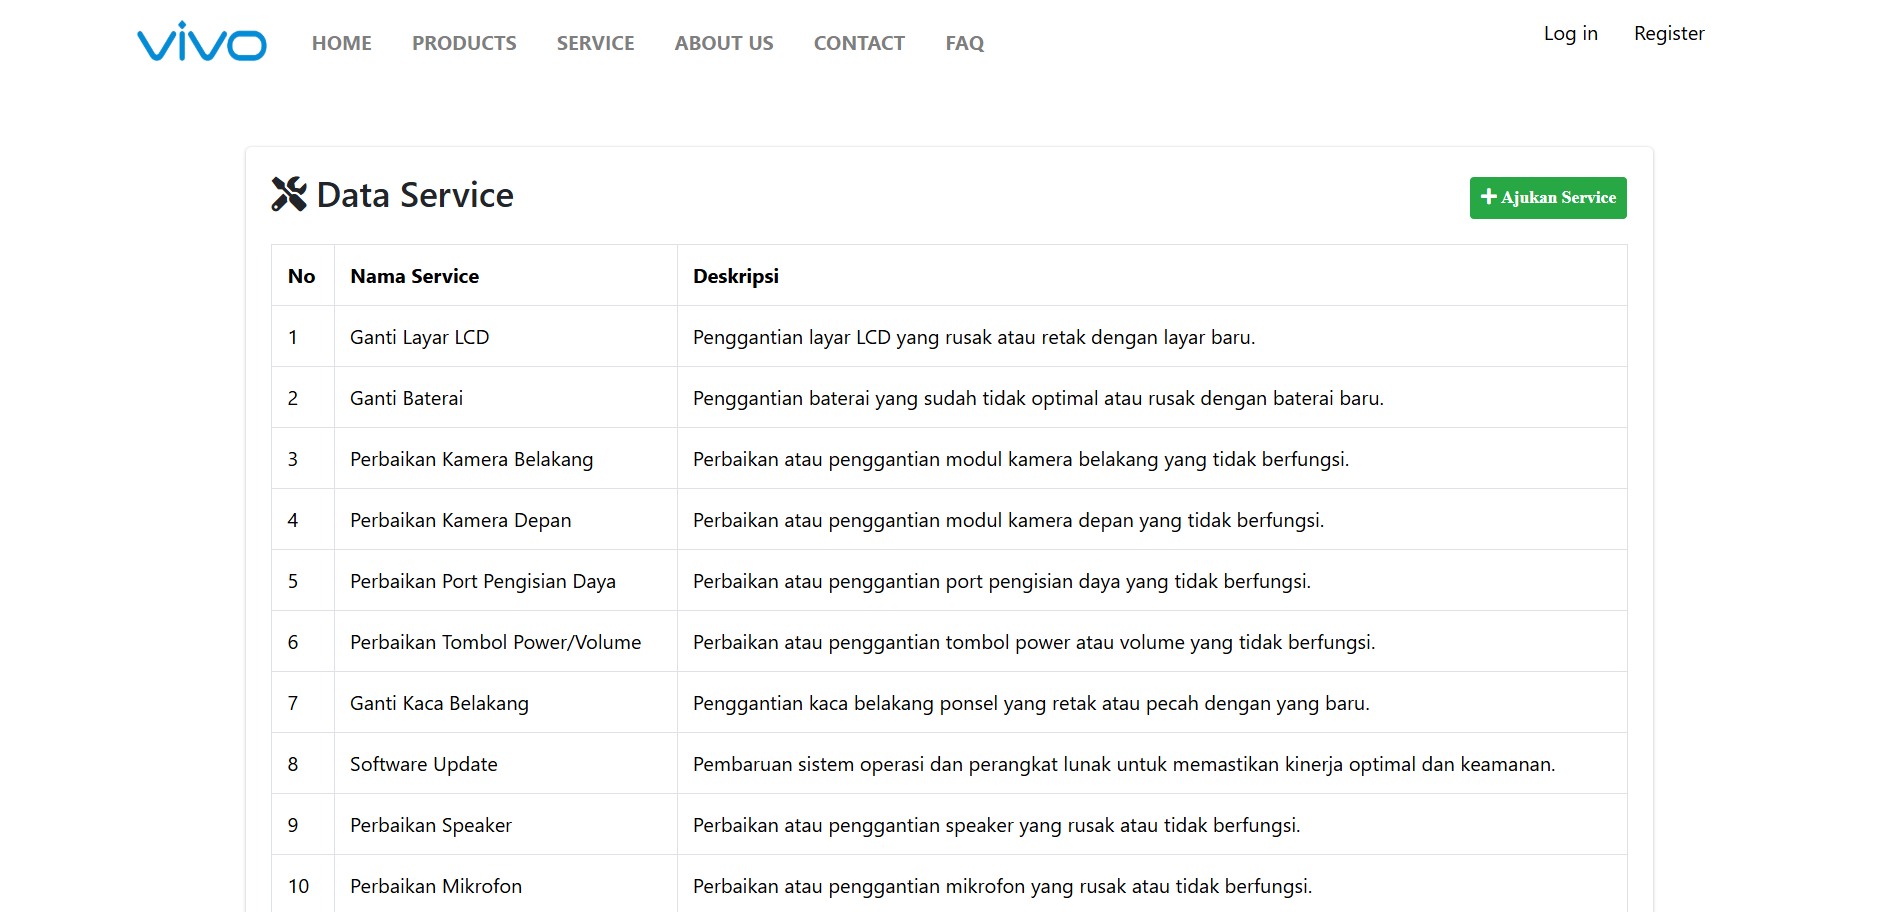 vivo HOME PRODUCTS SERVICE ABOUT US CONTACT FAQ Log in Register
Data Service Ajukan Service
No Nama Service Deskripsi
1 Ganti Layar LCD Penggantian layar LCD yang rusak atau retak dengan layar baru.
2 Ganti Baterai Penggantian baterai yang sudah tidak optimal atau rusak dengan baterai baru.
3 Perbaikan Kamera Belakang Perbaikan atau penggantian modul kamera belakang yang tidak berfungsi.
4 Perbaikan Kamera Depan Perbaikan atau penggantian modul kamera depan yang tidak berfungsi.
5 Perbaikan Port Pengisian Daya Perbaikan atau penggantian port pengisian daya yang tidak berfungsi.
6 Perbaikan Tombol Power/Volume Perbaikan atau penggantian tombol power atau volume yang tidak berfungsi.
7 Ganti Kaca Belakang Penggantian kaca belakang ponsel yang retak atau pecah dengan yang baru.
8 Software Update Pembaruan sistem operasi dan perangkat lunak untuk memastikan kinerja optimal dan keamanan.
9 Perbaikan Speaker Perbaikan atau penggantian speaker yang rusak atau tidak berfungsi.
10 Perbaikan Mikrofon Perbaikan atau penggantian mikrofon yang rusak atau tidak berfungsi.